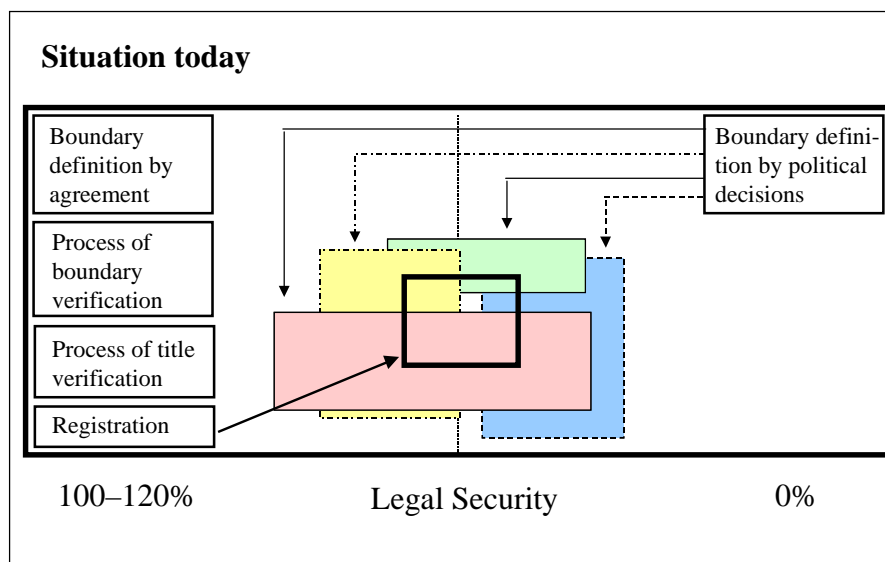 Situation today
Boundary
definition by
agreement
Boundary defini-
tion by political
decisions
Process of
boundary
verification
Process of title
verification
Registration
100–120%
Legal Security
0%